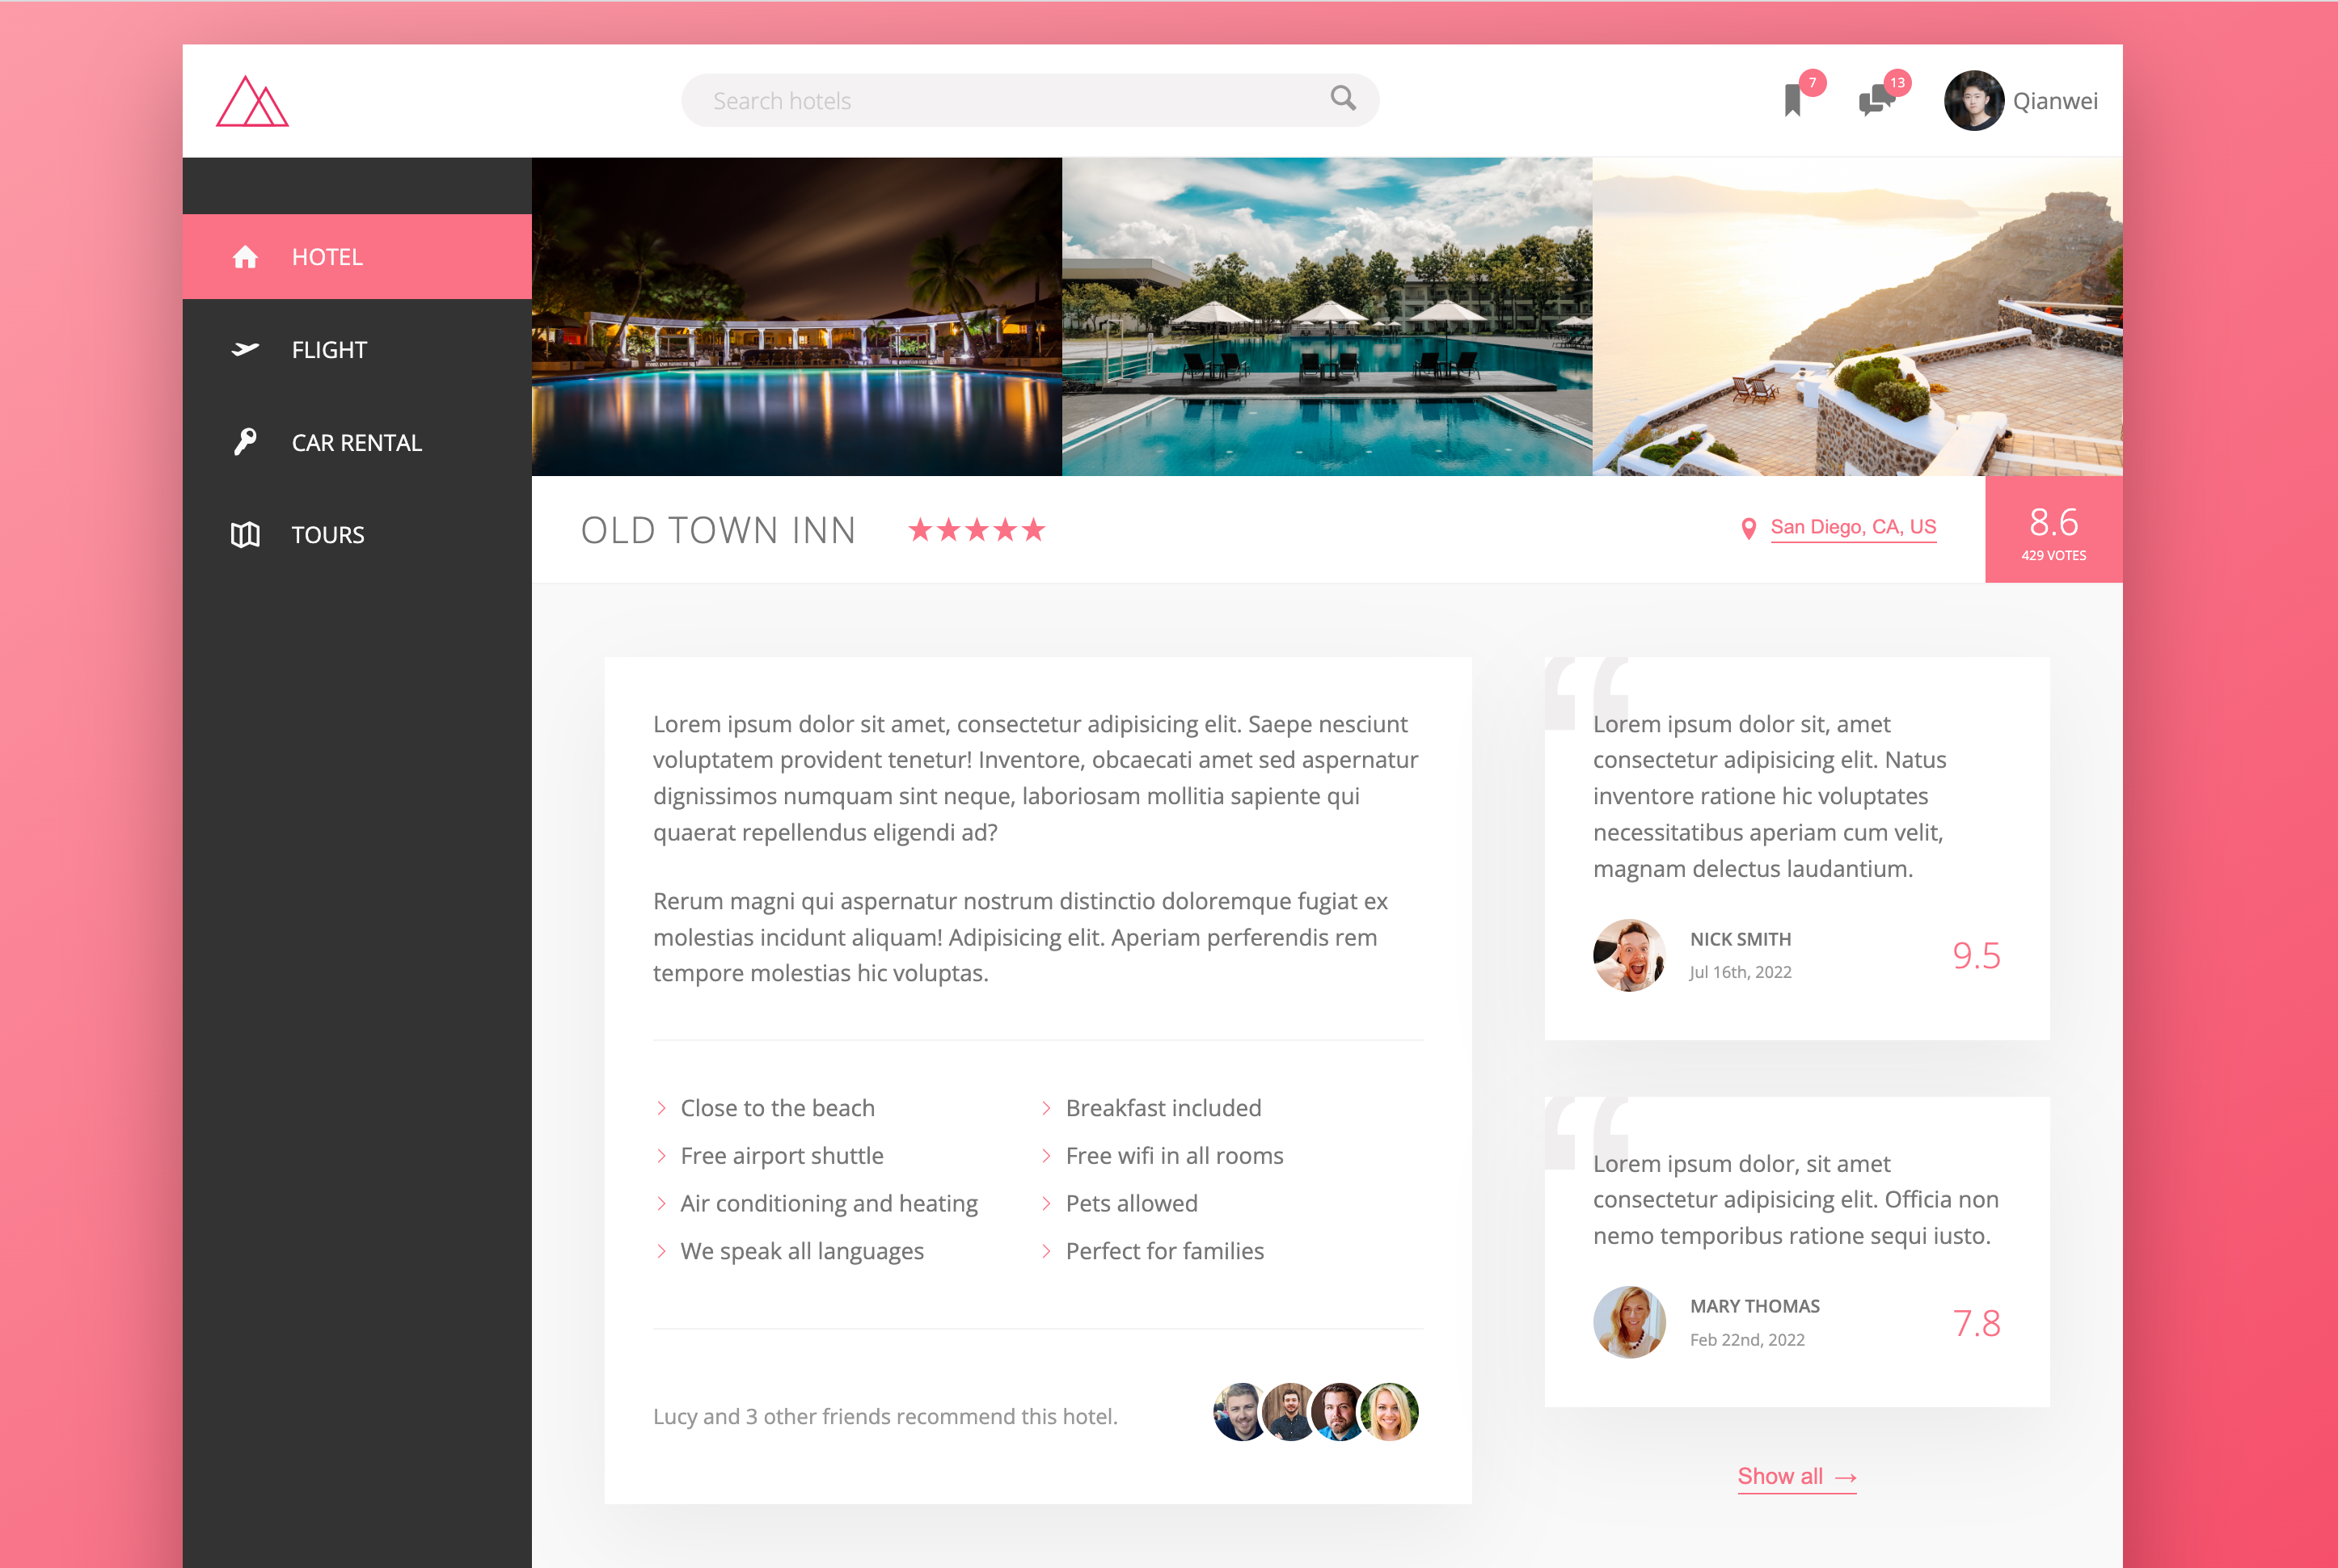 Search hotels
7
13
Qianwei
HOTEL
FLIGHT
CAR RENTAL
TOURS
OLD TOWN INN
San Diego, CA, US
8.6
429 VOTES
Lorem ipsum dolor sit amet, consectetur adipisicing elit. Saepe nesciunt
voluptatem provident tenetur! Inventore, obcaecati amet sed aspernatur
dignissimos numquam sint neque, laboriosam mollitia sapiente qui
quaerat repellendus eligendi ad?
Rerum magni qui aspernatur nostrum distinctio doloremque fugiat ex
molestias incidunt aliquam! Adipisicing elit. Aperiam perferendis rem
tempore molestias hic voluptas.
Close to the beach
Breakfast included
Free airport shuttle
Free wifi in all rooms
Air conditioning and heating
Pets allowed
We speak all languages
Perfect for families
Lucy and 3 other friends recommend this hotel.
“
Lorem ipsum dolor sit, amet
consectetur adipisicing elit. Natus
inventore ratione hic voluptates
necessitatibus aperiam cum velit,
magnam delectus laudantium.
NICK SMITH
Jul 16th, 2022
9.5
“
Lorem ipsum dolor, sit amet
consectetur adipisicing elit. Officia non
nemo temporibus ratione sequi iusto.
MARY THOMAS
Feb 22nd, 2022
7.8
Show all →